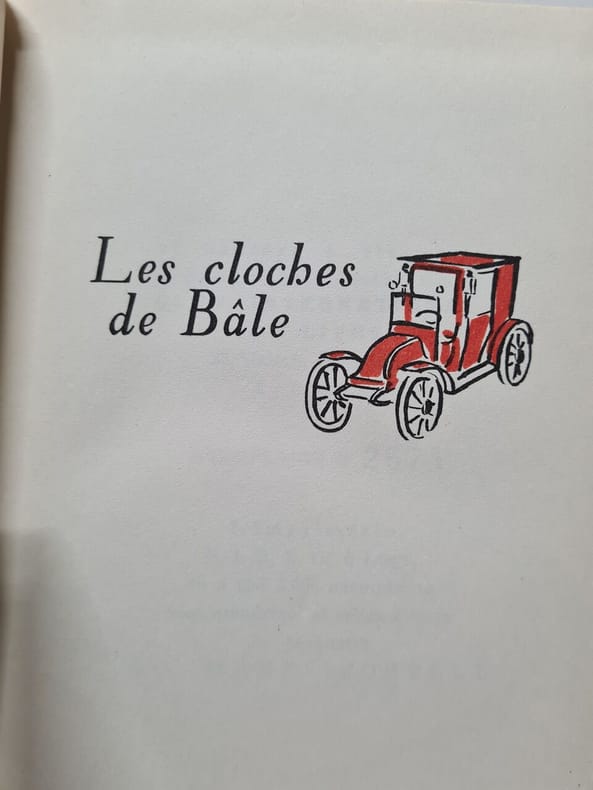 Les cloches
de Bâle